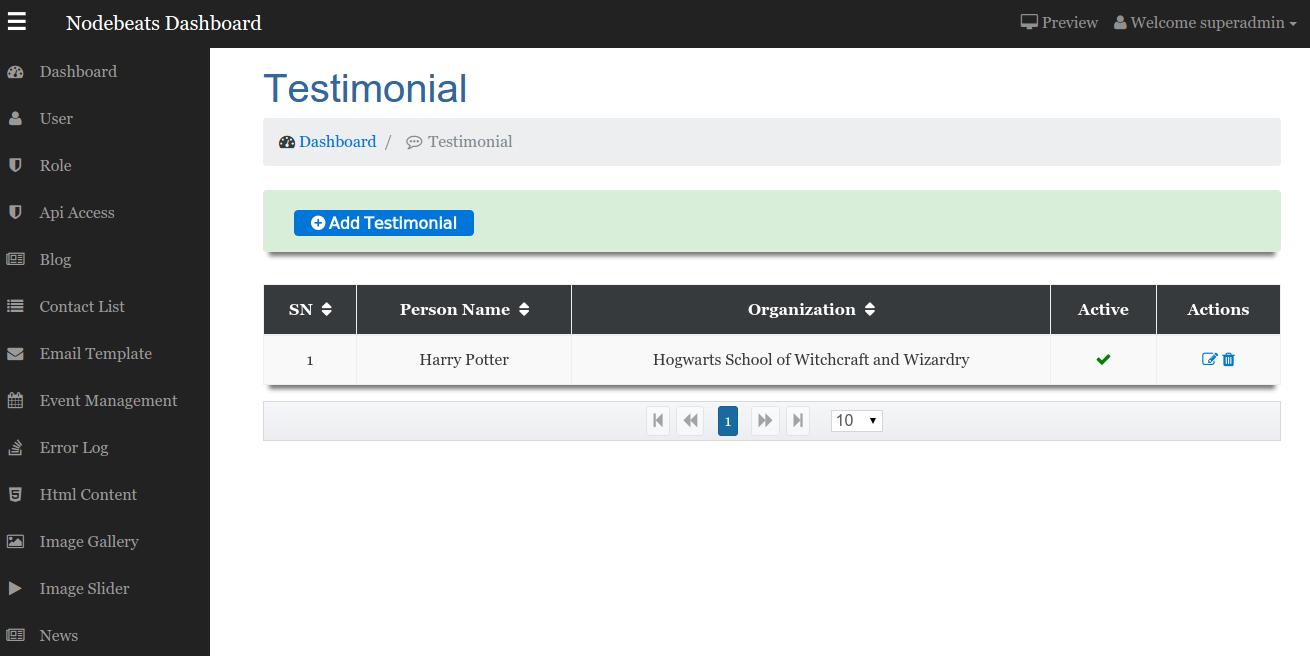 Nodebeats Dashboard
Preview
Welcome superadmin
Dashboard
User
Role
Api Access
Blog
Contact List
Email Template
Event Management
Error Log
Html Content
Image Gallery
Image Slider
News
Testimonial
Dashboard / Testimonial
Add Testimonial
SN Person Name Organization Active Actions
1 Harry Potter Hogwarts School of Witchcraft and Wizardry
1 10